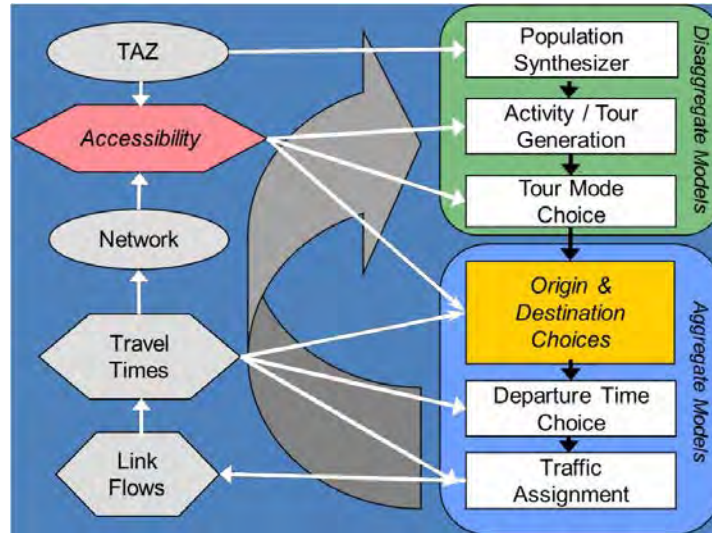 TAZ
Accessibility
Network
Travel
Times
Link
Flows
Population
Synthesizer
Activity / Tour
Generation
Tour Mode
Choice
Disaggregate Models
Origin &
Destination
Choices
Departure Time
Choice
Traffic
Assignment
Aggregate Models